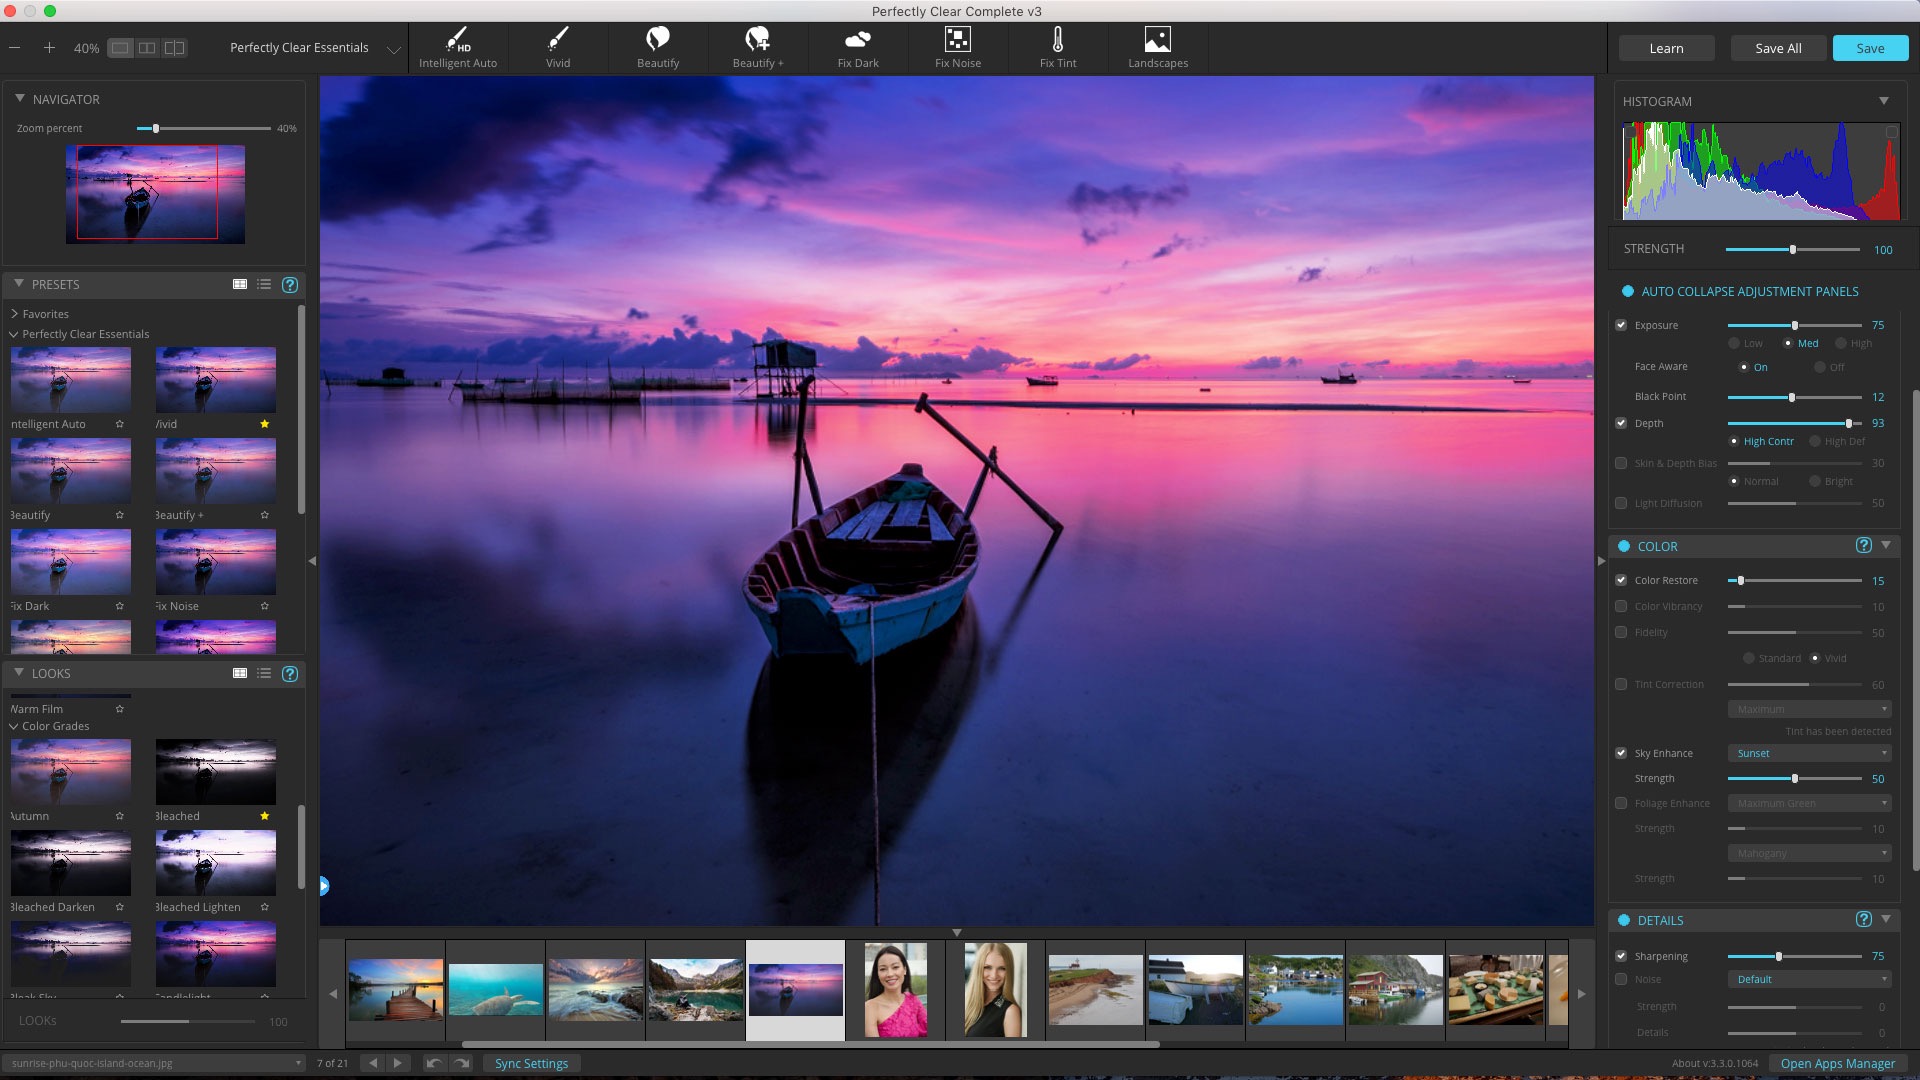 Perfectly Clear Complete v3
40%
Perfectly Clear Essentials
HD
Intelligent Auto
Vivid
Beautify
Beautify +
Fix Dark
Fix Noise
Fix Tint
Landscapes
Learn
Save All
Save
NAVIGATOR
Zoom percent
40%
PRESETS
?
Favorites
Perfectly Clear Essentials
ntelligent Auto
Vivid
Beautify
Beautify +
Fix Dark
Fix Noise
LOOKS
?
Warm Film
Color Grades
Autumn
Bleached
Bleached Darken
Bleached Lighten
Bleak Sky
Candlelight
LOOKs
100
sunrise-phu-quoc-island-ocean.jpg
7 of 21
Sync Settings
HISTOGRAM
STRENGTH
100
AUTO COLLAPSE ADJUSTMENT PANELS
Exposure
75
Low
Med
High
Face Aware
On
Off
Black Point
12
Depth
93
High Contr
High Def
Skin & Depth Bias
30
Normal
Bright
Light Diffusion
50
COLOR
?
Color Restore
15
Color Vibrancy
10
Fidelity
50
Standard
Vivid
Tint Correction
60
Maximum
Tint has been detected
Sky Enhance
Sunset
Strength
50
Foliage Enhance
Maximum Green
Strength
10
Mahogany
Strength
10
DETAILS
?
Sharpening
75
Noise
Default
Strength
0
Details
0
About v:3.3.0.1064
Open Apps Manager